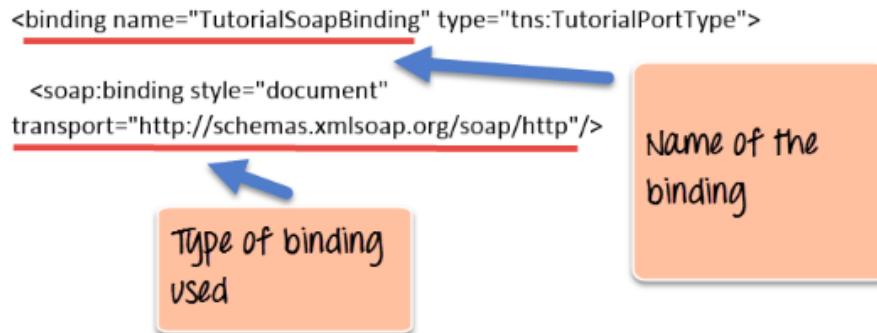 <binding name="TutorialSoapBinding" type="tns:TutorialPortType">
<soap:binding style="document"
transport="http://schemas.xmlsoap.org/soap/http"/>
Name of the
binding
Type of binding
used